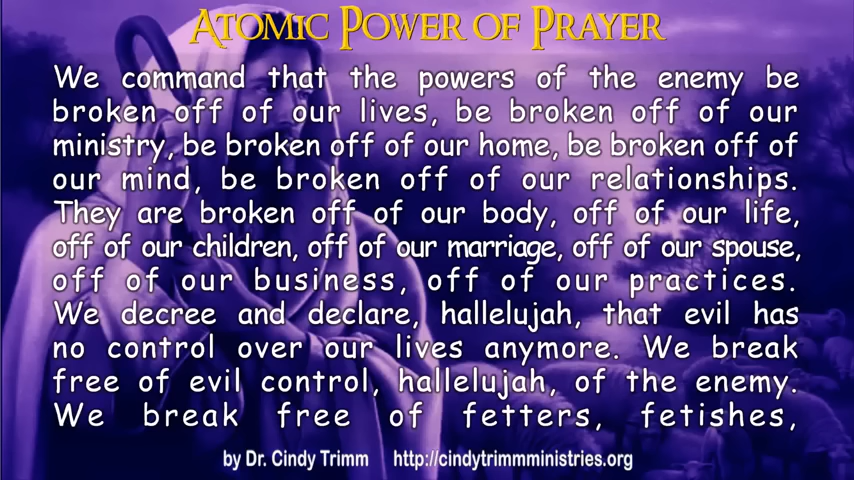 Atomic Power of Prayer
We command that the powers of the enemy be
broken off of our lives, be broken off of our
ministry, be broken off of our home, be broken off of
our mind, be broken off of our relationships.
They are broken off of our body, off of our life,
off of our children, off of our marriage, off of our spouse,
off of our business, off of our practices.
We decree and declare, hallelujah, that evil has
no control over our lives anymore. We break
free of evil control, hallelujah, of the enemy.
We break free of fetters, fetishes,
by Dr. Cindy Trimm http://cindytrimmministries.org